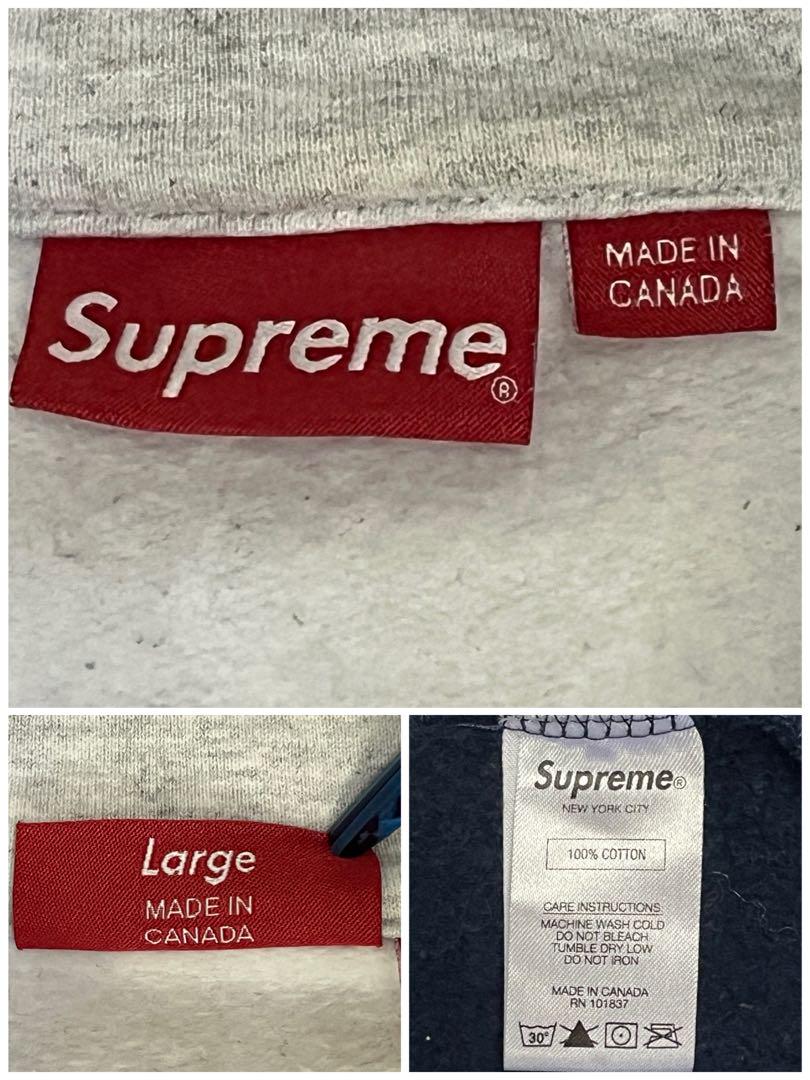 Supreme®
MADE IN
CANADA
Large
MADE IN
CANADA
Supreme®
NEW YORK CITY
100% COTTON
CARE INSTRUCTIONS
MACHINE WASH COLD
DO NOT BLEACH
TUMBLE DRY LOW
DO NOT IRON
MADE IN CANADA
RN 101837
30°